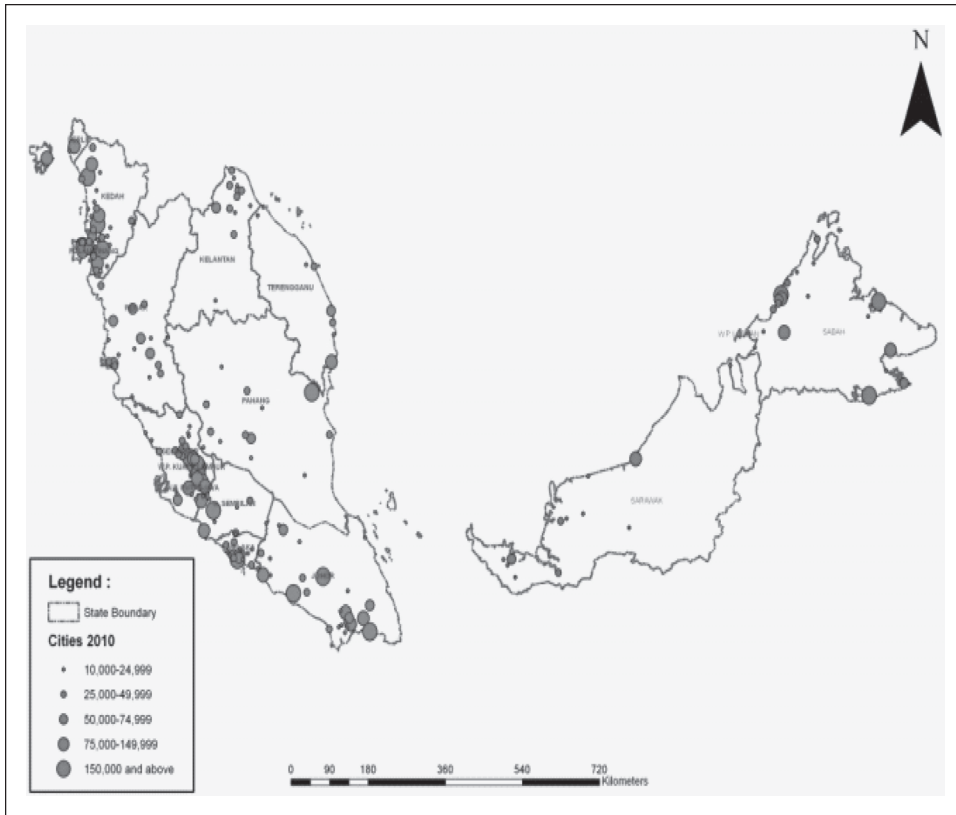 N
KEDAH
KELANTAN
TERENGGANU
SABAH
PAHANG
SARAWAK
Legend :
State Boundary
Cities 2010
10,000-24,999
25,000-49,999
50,000-74,999
75,000-149,999
150,000 and above
0 90 180 360 540 720
Kilometers